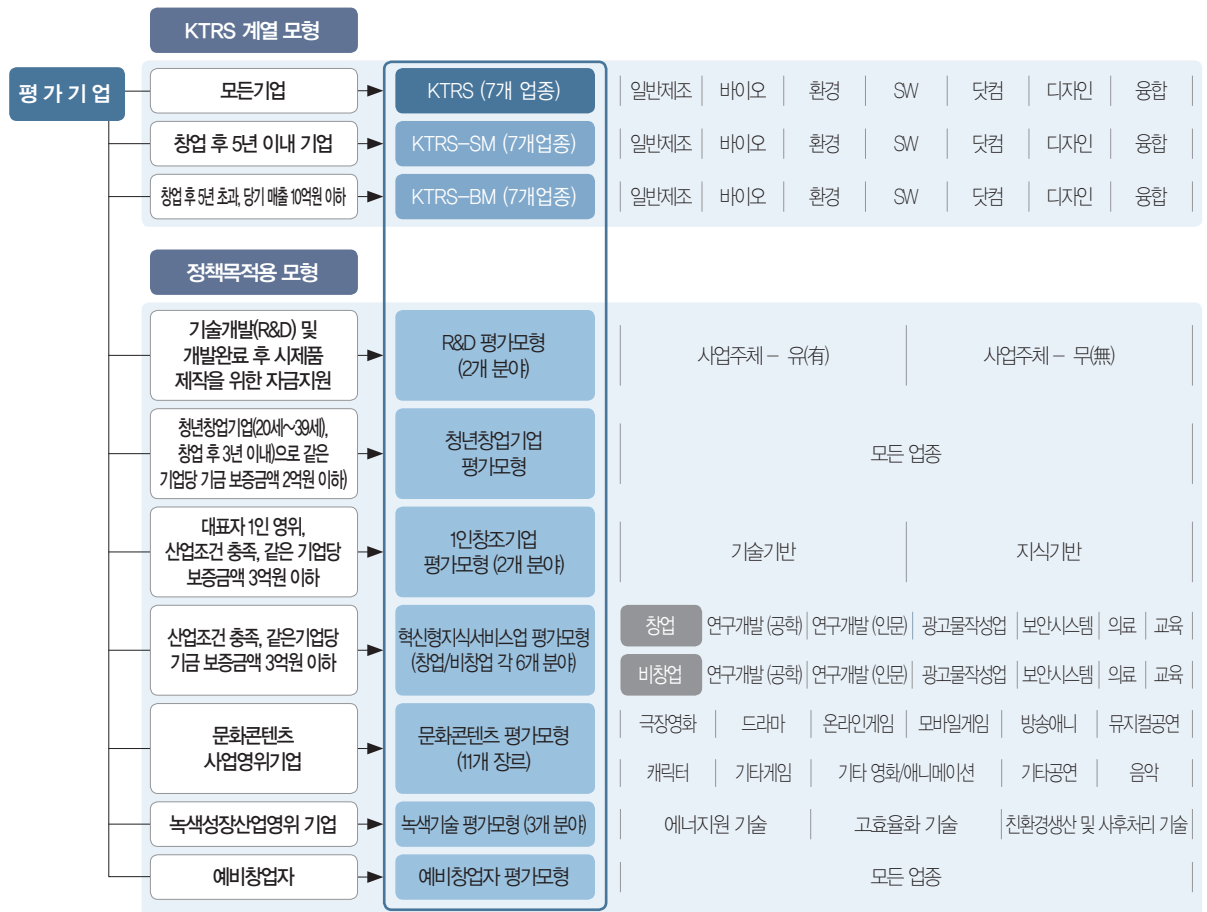 KTRS 계열 모형
평가기업
모든기업
KTRS (7개 업종)
일반제조 바이오 환경 SW 닷컴 디자인 융합
창업 후 5년 이내 기업
KTRS-SM (7개업종)
일반제조 바이오 환경 SW 닷컴 디자인 융합
창업 후 5년 초과, 당기 매출 10억원 이하
KTRS-BM (7개업종)
일반제조 바이오 환경 SW 닷컴 디자인 융합
정책목적용 모형
기술개발(R&D) 및
개발완료 후 시제품
제작을 위한 자금지원
R&D 평가모형
(2개 분야)
사업주체 - 유(有) 사업주체 - 무(無)
청년창업기업(20세~39세),
창업 후 3년 이내)으로 같은
기업당 기금 보증금액 2억원 이하)
청년창업기업
평가모형
모든 업종
대표자 1인 영위,
산업조건 충족, 같은 기업당
보증금액 3억원 이하
1인창조기업
평가모형 (2개 분야)
기술기반 지식기반
산업조건 충족, 같은기업당
기금 보증금액 3억원 이하
혁신형지식서비스업 평가모형
(창업/비창업 각 6개 분야)
창업 연구개발 (공학) 연구개발 (인문) 광고물작성업 보안시스템 의료 교육
비창업 연구개발 (공학) 연구개발 (인문) 광고물작성업 보안시스템 의료 교육
문화콘텐츠
사업영위기업
문화콘텐츠 평가모형
(11개 장르)
극장영화 드라마 온라인게임 모바일게임 방송애니 뮤지컬공연
캐릭터 기타게임 기타 영화/애니메이션 기타공연 음악
녹색성장산업영위 기업
녹색기술 평가모형 (3개 분야)
에너지원 기술 고효율화 기술 친환경생산 및 사후처리 기술
예비창업자
예비창업자 평가모형
모든 업종